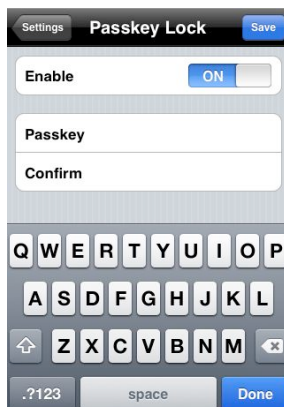 Settings Passkey Lock Save
Enable ON
Passkey
Confirm
Q W E R T Y U I O P
A S D F G H J K L
Z X C V B N M
.?123 space Done